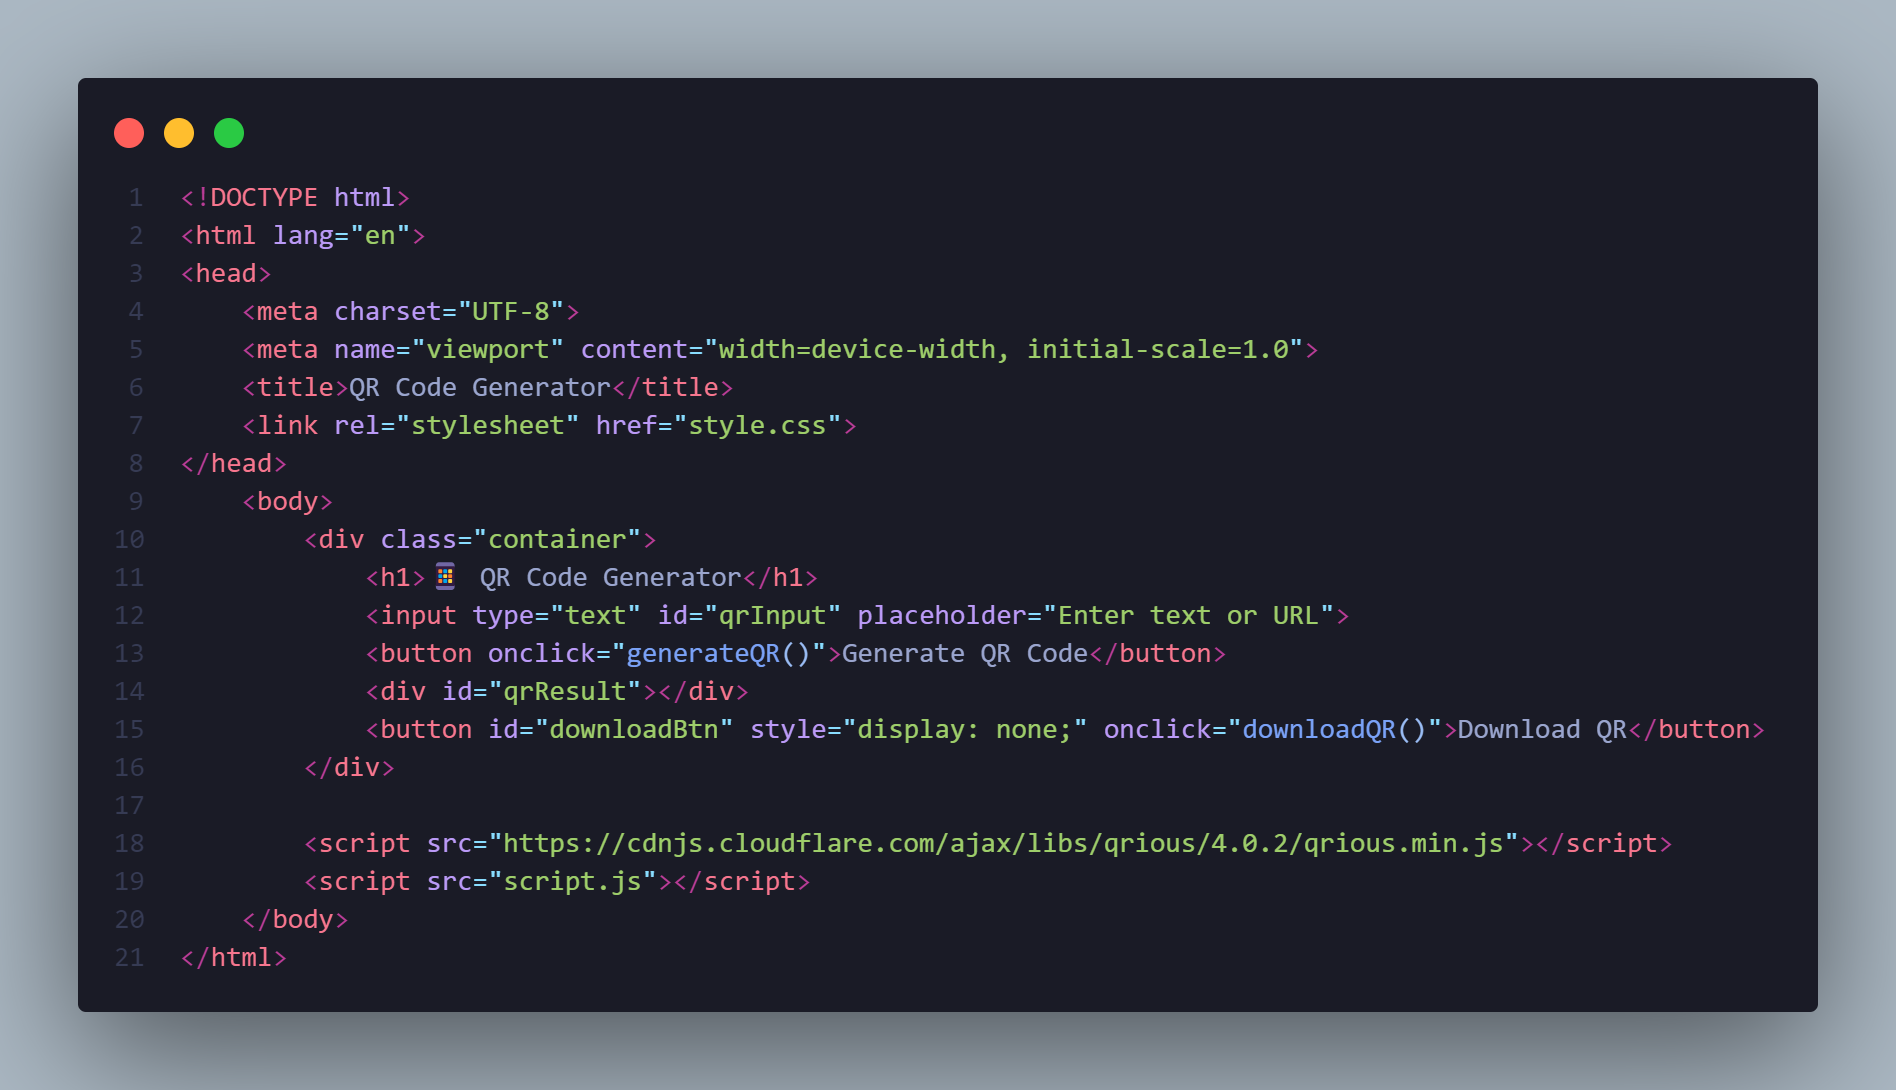 1 <!DOCTYPE html>
2 <html lang="en">
3 <head>
4     <meta charset="UTF-8">
5     <meta name="viewport" content="width=device-width, initial-scale=1.0">
6     <title>QR Code Generator</title>
7     <link rel="stylesheet" href="style.css">
8 </head>
9     <body>
10         <div class="container">
11             <h1>📱 QR Code Generator</h1>
12             <input type="text" id="qrInput" placeholder="Enter text or URL">
13             <button onclick="generateQR()">Generate QR Code</button>
14             <div id="qrResult"></div>
15             <button id="downloadBtn" style="display: none;" onclick="downloadQR()">Download QR</button>
16         </div>
17
18         <script src="https://cdnjs.cloudflare.com/ajax/libs/qrious/4.0.2/qrious.min.js"></script>
19         <script src="script.js"></script>
20     </body>
21 </html>